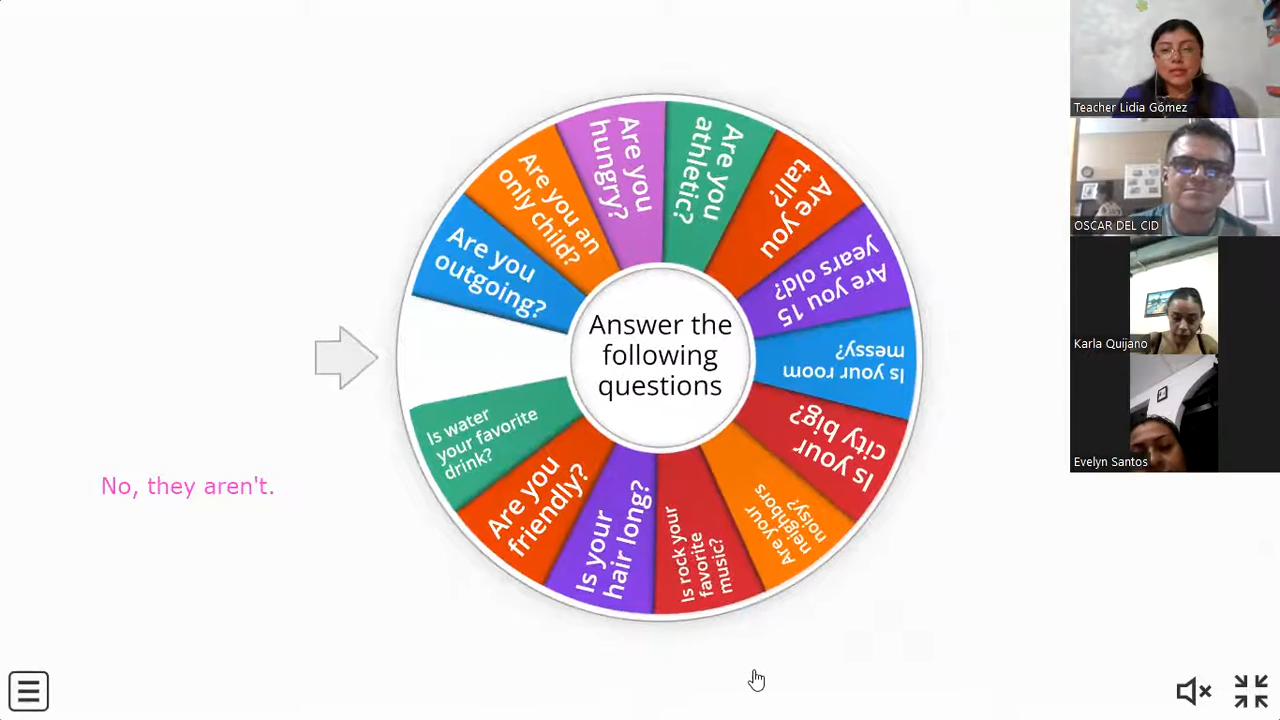 Are you
hungry?
Are you
athletic?
Are you
tall?
Are you 15
years old?
Is your room
messy?
Is your
city big?
Are your
neighbors
noisy?
Is rock your
favorite
music?
Is your
hair long?
Are you
friendly?
Is water
your favorite
drink?
Are you
outgoing?
Are you an
only child?
Answer the
following
questions
No, they aren't.
Teacher Lidia Gómez
OSCAR DEL CID
Karla Quijano
Evelyn Santos